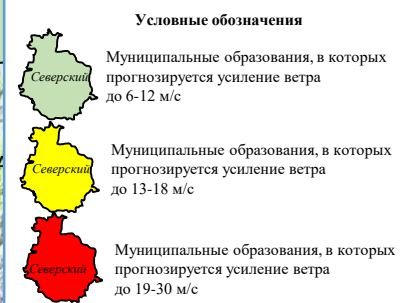 Условные обозначения
Муниципальные образования, в которых
Северский
прогнозируется усиление ветра
до 6-12 м/с
Муниципальные образования, в которых
Северский
прогнозируется усиление ветра
до 13-18 м/с
Муниципальные образования, в которых
Северский
прогнозируется усиление ветра
до 19-30 м/с